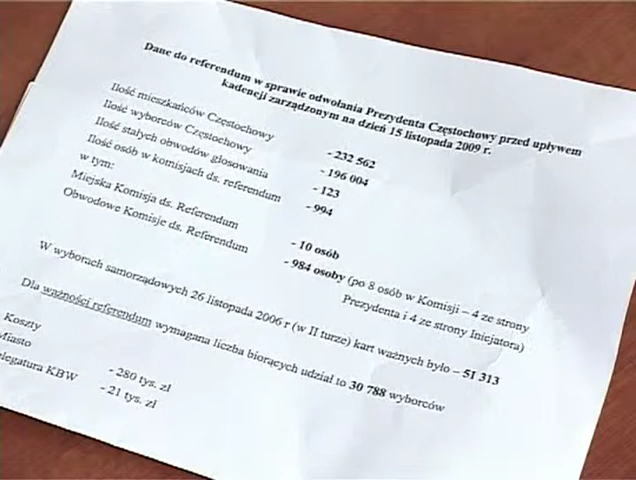 Dane do referendum w sprawie odwołania Prezydenta Częstochowy przed upływem
kadencji zarządzonym na dzień 15 listopada 2009 r.
Ilość mieszkańców Częstochowy - 232 562
Ilość wyborców Częstochowy - 196 004
Ilość stałych obwodów głosowania - 123
Ilość osób w komisjach ds. referendum - 994
w tym:
Miejska Komisja ds. Referendum - 10 osób
Obwodowe Komisje ds. Referendum - 984 osoby (po 8 osób w Komisji – 4 ze strony
Prezydenta i 4 ze strony Inicjatora)
W wyborach samorządowych 26 listopada 2006 r (w II turze) kart ważnych było – 51 313
Dla ważności referendum wymagana liczba biorących udział to 30 788 wyborców
Koszty
Miasto - 280 tys. zł
elegatura KBW - 21 tys. zł